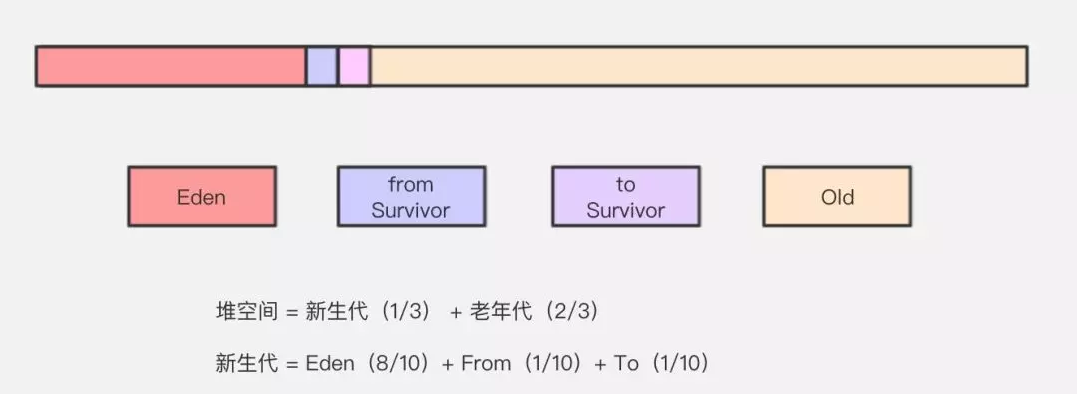 Eden
from
Survivor
to
Survivor
Old
堆空间 = 新生代（1/3） + 老年代（2/3）
新生代 = Eden（8/10）+ From（1/10）+ To（1/10）